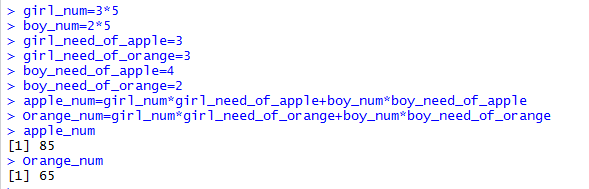 > girl_num=3*5
> boy_num=2*5
> girl_need_of_apple=3
> girl_need_of_orange=3
> boy_need_of_apple=4
> boy_need_of_orange=2
> apple_num=girl_num*girl_need_of_apple+boy_num*boy_need_of_apple
> Orange_num=girl_num*girl_need_of_orange+boy_num*boy_need_of_orange
> apple_num
[1] 85
> Orange_num
[1] 65